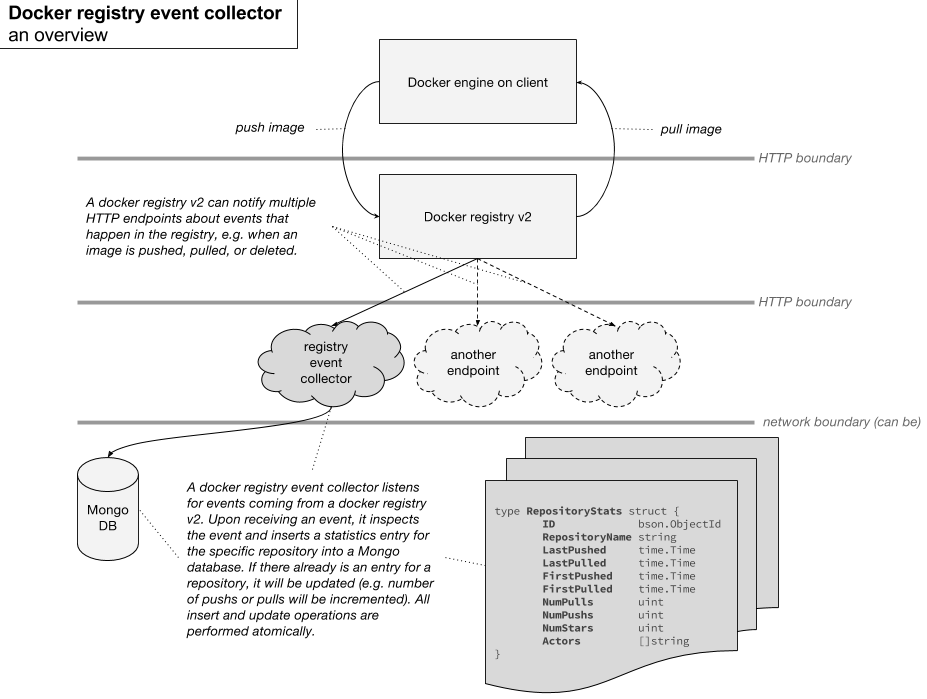 Docker registry event collector
an overview
Docker engine on client
push image
pull image
HTTP boundary
A docker registry v2 can notify multiple
HTTP endpoints about events that
happen in the registry, e.g. when an
image is pushed, pulled, or deleted.
Docker registry v2
HTTP boundary
registry
event
collector
another
endpoint
another
endpoint
network boundary (can be)
Mongo
DB
A docker registry event collector listens
for events coming from a docker registry
v2. Upon receiving an event, it inspects
the event and inserts a statistics entry for
the specific repository into a Mongo
database. If there already is an entry for a
repository, it will be updated (e.g. number
of pushs or pulls will be incremented). All
insert and update operations are
performed atomically.
type RepositoryStats struct {
ID bson.ObjectId
RepositoryName string
LastPushed time.Time
LastPulled time.Time
FirstPushed time.Time
FirstPulled time.Time
NumPulls uint
NumPushs uint
NumStars uint
Actors []string
}